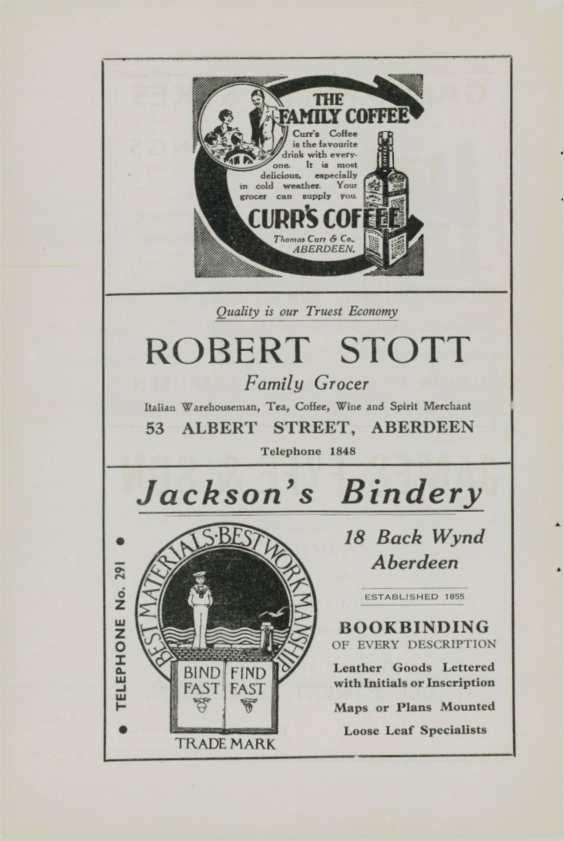 THE
FAMILY COFFEE
Curr's Coffee
is the favourite
drink with every-
one. It is most
delicious, especially
in cold weather. Your
grocer can supply you.
CURR'S COFFEE
Thomas Curr & Co.,
ABERDEEN.
Quality is our Truest Economy
ROBERT STOTT
Family Grocer
Italian Warehouseman, Tea, Coffee, Wine and Spirit Merchant
53 ALBERT STREET, ABERDEEN
Telephone 1848
Jackson's Bindery
TELEPHONE No. 291
BEST MATERIALS · BEST WORKMANSHIP
BIND FAST
FIND FAST
TRADE MARK
18 Back Wynd
Aberdeen
ESTABLISHED 1855
BOOKBINDING
OF EVERY DESCRIPTION
Leather Goods Lettered
with Initials or Inscription
Maps or Plans Mounted
Loose Leaf Specialists